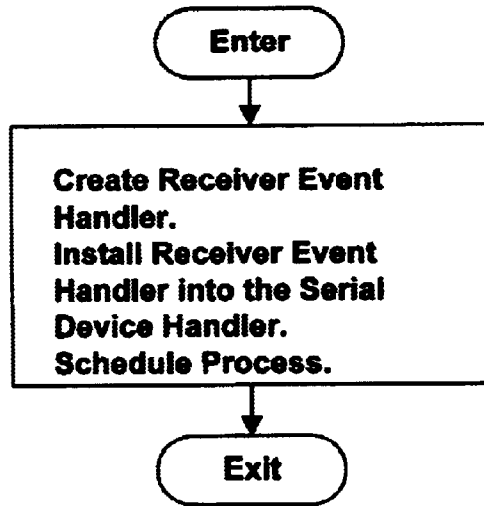 Enter
Create Receiver Event
Handler.
Install Receiver Event
Handler into the Serial
Device Handler.
Schedule Process.
Exit